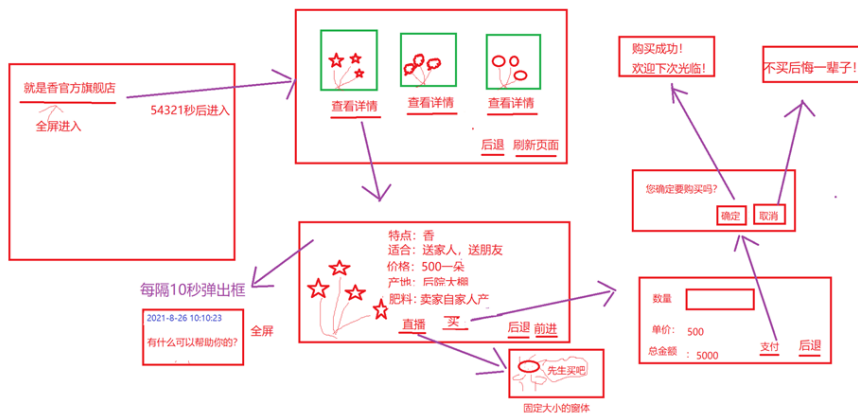 就是香官方旗舰店
全屏进入
54321秒后进入
查看详情
查看详情
查看详情
后退 刷新页面
购买成功！
欢迎下次光临！
不买后悔一辈子！
您确定要购买吗？
确定 取消
特点：香
适合：送家人，送朋友
价格：500一朵
产地：后院大棚
肥料：卖家自家人产
直播 买 后退 前进
每隔10秒弹出框
2021-8-26 10:10:23
有什么可以帮助你的？
全屏
先生买吧
固定大小的窗体
数量
单价： 500
总金额 ：5000
支付 后退